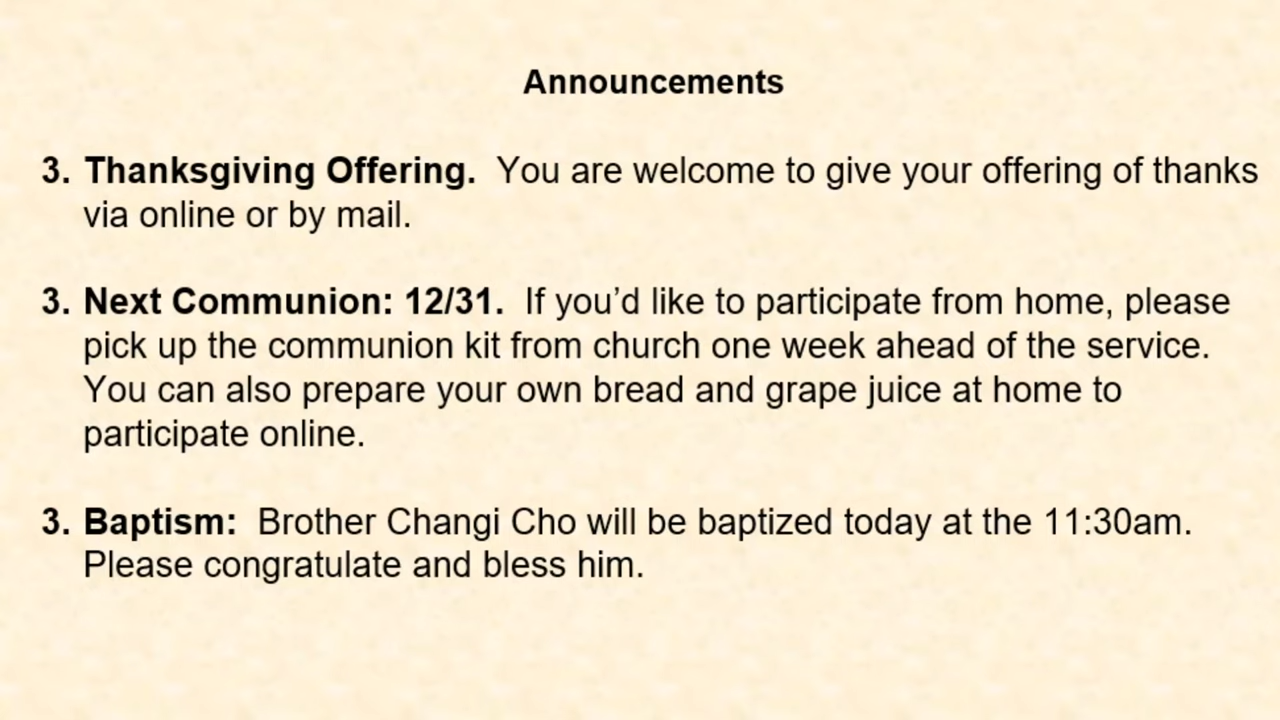 Announcements
3. Thanksgiving Offering. You are welcome to give your offering of thanks
via online or by mail.
3. Next Communion: 12/31. If you’d like to participate from home, please
pick up the communion kit from church one week ahead of the service.
You can also prepare your own bread and grape juice at home to
participate online.
3. Baptism: Brother Changi Cho will be baptized today at the 11:30am.
Please congratulate and bless him.